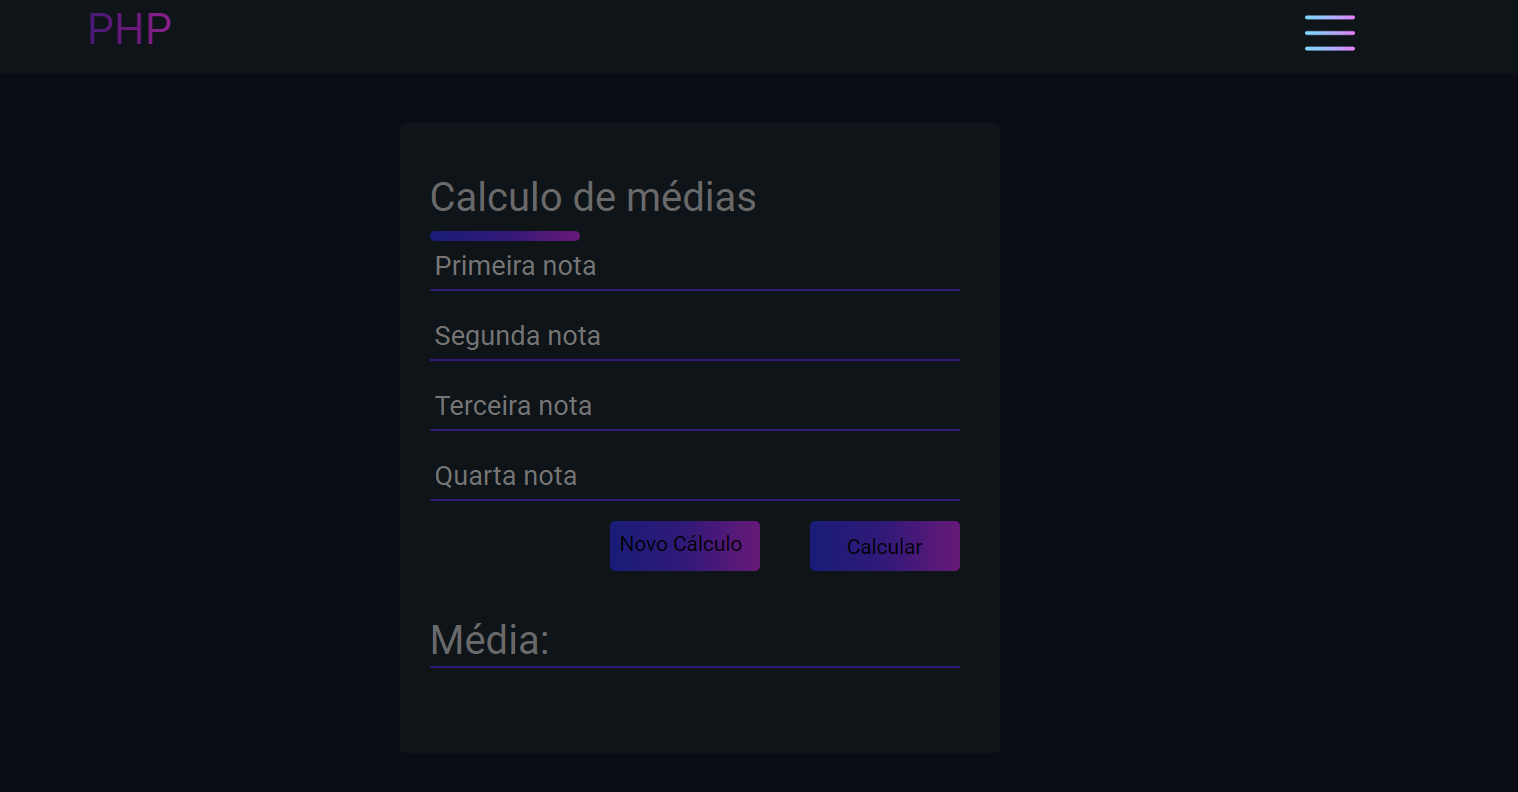 PHP
Calculo de médias
Primeira nota
Segunda nota
Terceira nota
Quarta nota
Novo Cálculo
Calcular
Média: